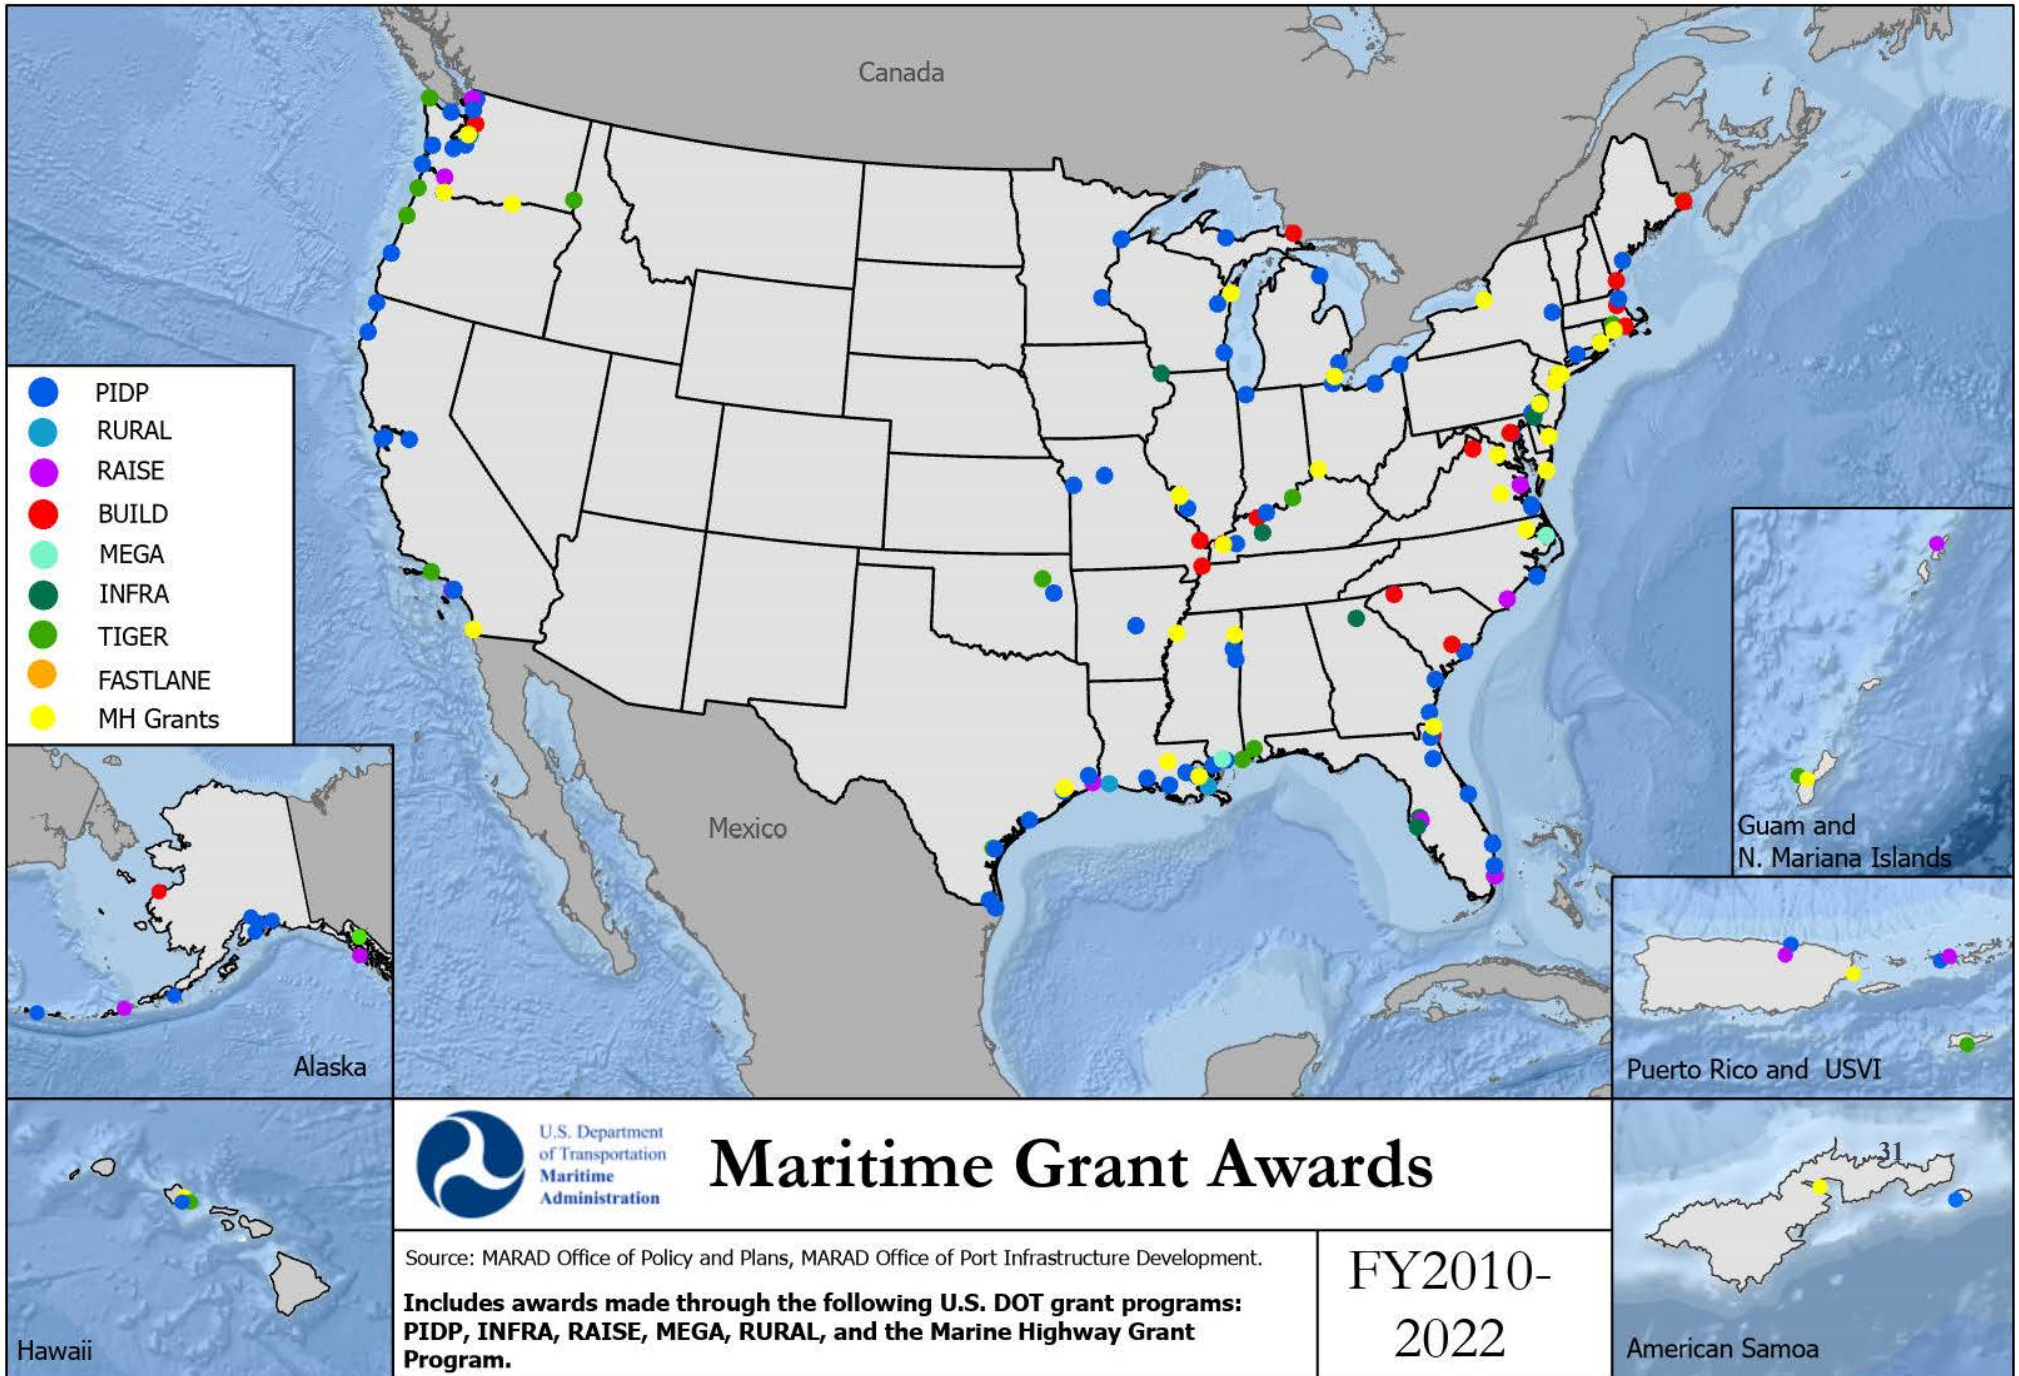 Canada
PIDP
RURAL
RAISE
BUILD
MEGA
INFRA
TIGER
FASTLANE
MH Grants
Mexico
Guam and
N. Mariana Islands
Alaska
Puerto Rico and USVI
Hawaii
U.S. Department
of Transportation
Maritime
Administration
Maritime Grant Awards
Source: MARAD Office of Policy and Plans, MARAD Office of Port Infrastructure Development.
Includes awards made through the following U.S. DOT grant programs:
PIDP, INFRA, RAISE, MEGA, RURAL, and the Marine Highway Grant
Program.
FY2010-
2022
31
American Samoa